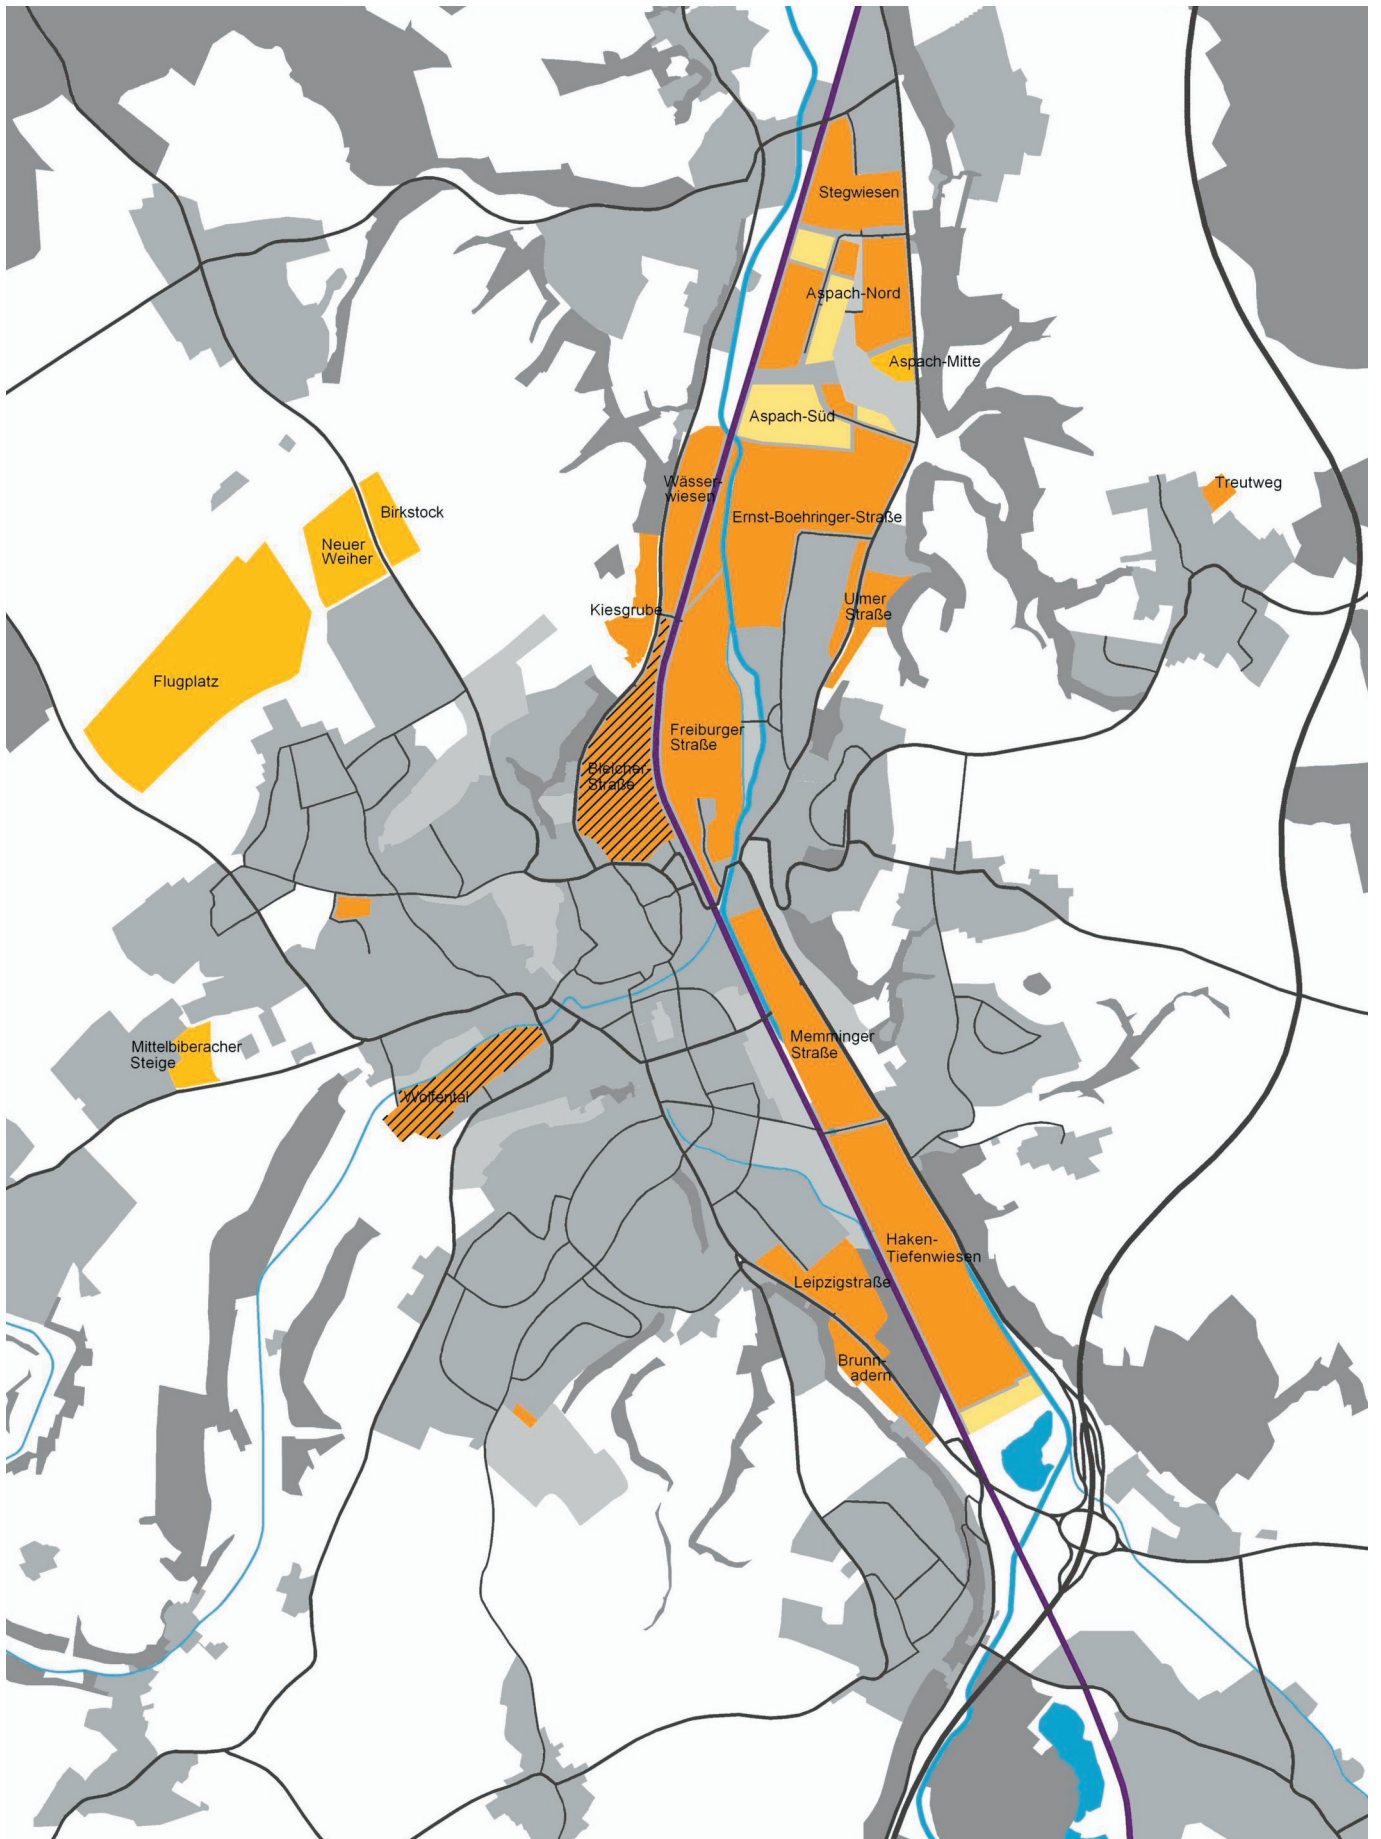 Stegwiesen
Aspach-Nord
Aspach-Mitte
Aspach-Süd
Wässer-
wiesen
Treutweg
Birkstock
Ernst-Boehringer-Straße
Neuer
Weiher
Kiesgrube
Ulmer
Straße
Flugplatz
Freiburger
Straße
Bleicher-
Straße
Memminger
Straße
Mittelbiberacher
Steige
Wolfental
Haken-
Tiefenwiesen
Leipzigstraße
Brunn-
adern